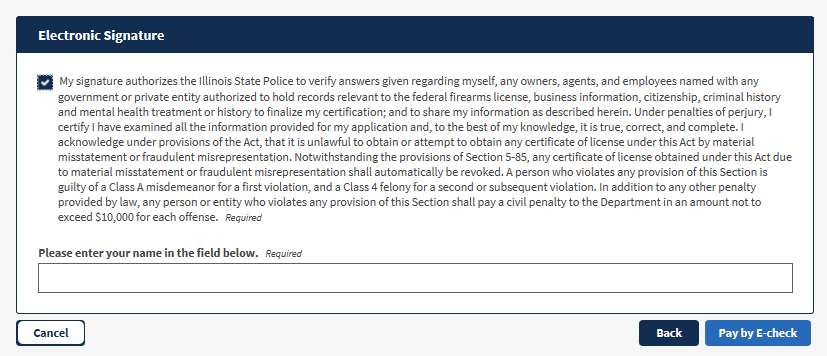 Electronic Signature
My signature authorizes the Illinois State Police to verify answers given regarding myself, any owners, agents, and employees named with any
government or private entity authorized to hold records relevant to the federal firearms license, business information, citizenship, criminal history
and mental health treatment or history to finalize my certification; and to share my information as described herein. Under penalties of perjury, I
certify I have examined all the information provided for my application and, to the best of my knowledge, it is true, correct, and complete. I
acknowledge under provisions of the Act, that it is unlawful to obtain or attempt to obtain any certificate of license under this Act by material
misstatement or fraudulent misrepresentation. Notwithstanding the provisions of Section 5-85, any certificate of license obtained under this Act due
to material misstatement or fraudulent misrepresentation shall automatically be revoked. A person who violates any provision of this Section is
guilty of a Class A misdemeanor for a first violation, and a Class 4 felony for a second or subsequent violation. In addition to any other penalty
provided by law, any person or entity who violates any provision of this Section shall pay a civil penalty to the Department in an amount not to
exceed $10,000 for each offense. Required
Please enter your name in the field below. Required
Cancel Back Pay by E-check